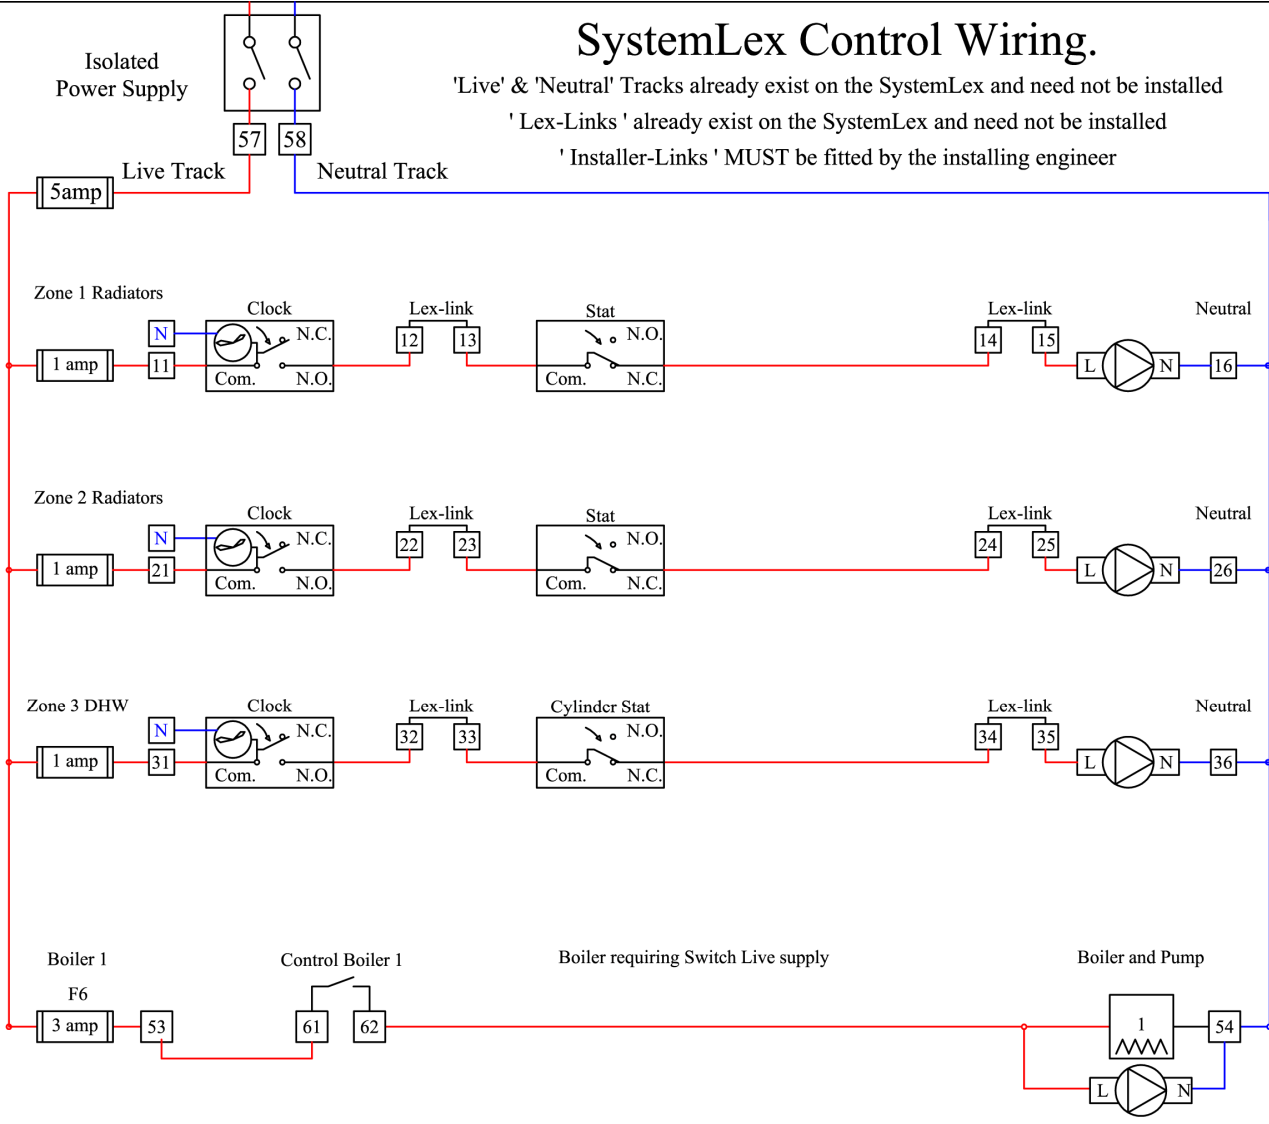 SystemLex Control Wiring.
'Live' & 'Neutral' Tracks already exist on the SystemLex and need not be installed
' Lex-Links ' already exist on the SystemLex and need not be installed
' Installer-Links ' MUST be fitted by the installing engineer
Isolated
Power Supply
57 58
Live Track Neutral Track
5amp
Zone 1 Radiators Clock Lex-link Stat Lex-link Neutral
N N.C. 12 13 N.O. 14 15
1 amp 11 L N 16
Com. N.O. Com. N.C.
Zone 2 Radiators Clock Lex-link Stat Lex-link Neutral
N N.C. 22 23 N.O. 24 25
1 amp 21 L N 26
Com. N.O. Com. N.C.
Zone 3 DHW Clock Lex-link Cylinder Stat Lex-link Neutral
N N.C. 32 33 N.O. 34 35
1 amp 31 L N 36
Com. N.O. Com. N.C.
Boiler 1 Control Boiler 1 Boiler requiring Switch Live supply Boiler and Pump
F6
3 amp 53 61 62 1 54
L N